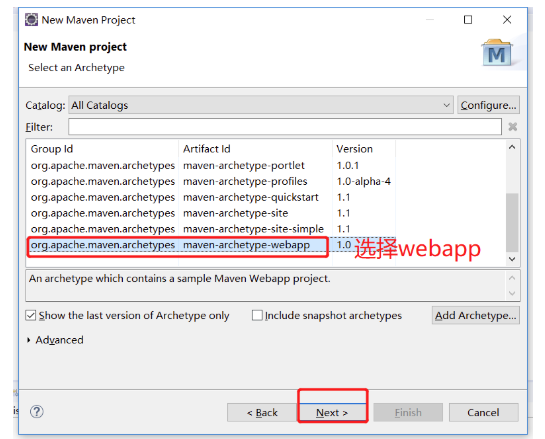 New Maven Project
New Maven project
Select an Archetype
Catalog: All Catalogs Configure...
Filter:
Group Id Artifact Id Version
org.apache.maven.archetypes maven-archetype-portlet 1.0.1
org.apache.maven.archetypes maven-archetype-profiles 1.0-alpha-4
org.apache.maven.archetypes maven-archetype-quickstart 1.1
org.apache.maven.archetypes maven-archetype-site 1.1
org.apache.maven.archetypes maven-archetype-site-simple 1.1
org.apache.maven.archetypes maven-archetype-webapp 1.0 选择webapp
An archetype which contains a sample Maven Webapp project.
Show the last version of Archetype only Include snapshot archetypes Add Archetype...
Advanced
< Back Next > Finish Cancel